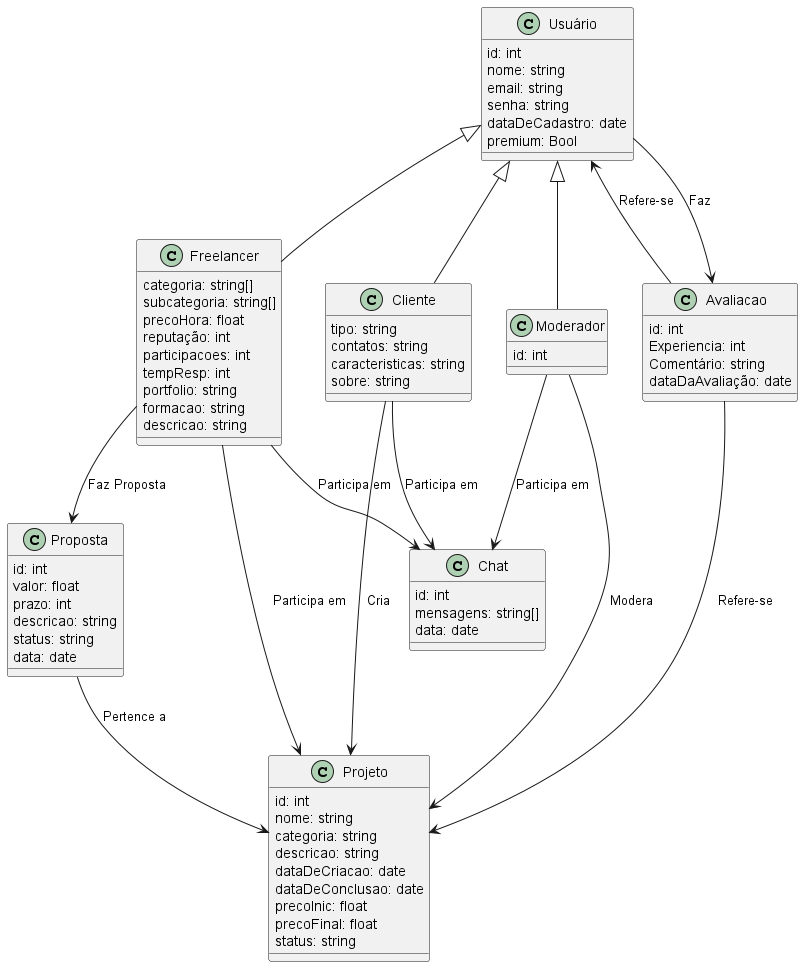 C Usuário
id: int
nome: string
email: string
senha: string
dataDeCadastro: date
premium: Bool
Refere-se
Faz
C Freelancer
categoria: string[]
subcategoria: string[]
precoHora: float
reputação: int
participacoes: int
tempResp: int
portfolio: string
formacao: string
descricao: string
C Cliente
tipo: string
contatos: string
caracteristicas: string
sobre: string
C Moderador
id: int
C Avaliacao
id: int
Experiencia: int
Comentário: string
dataDaAvaliação: date
Faz Proposta
Participa em
Participa em
Participa em
C Proposta
id: int
valor: float
prazo: int
descricao: string
status: string
data: date
C Chat
id: int
mensagens: string[]
data: date
Participa em
Cria
Modera
Refere-se
Pertence a
C Projeto
id: int
nome: string
categoria: string
descricao: string
dataDeCriacao: date
dataDeConclusao: date
precoInic: float
precoFinal: float
status: string